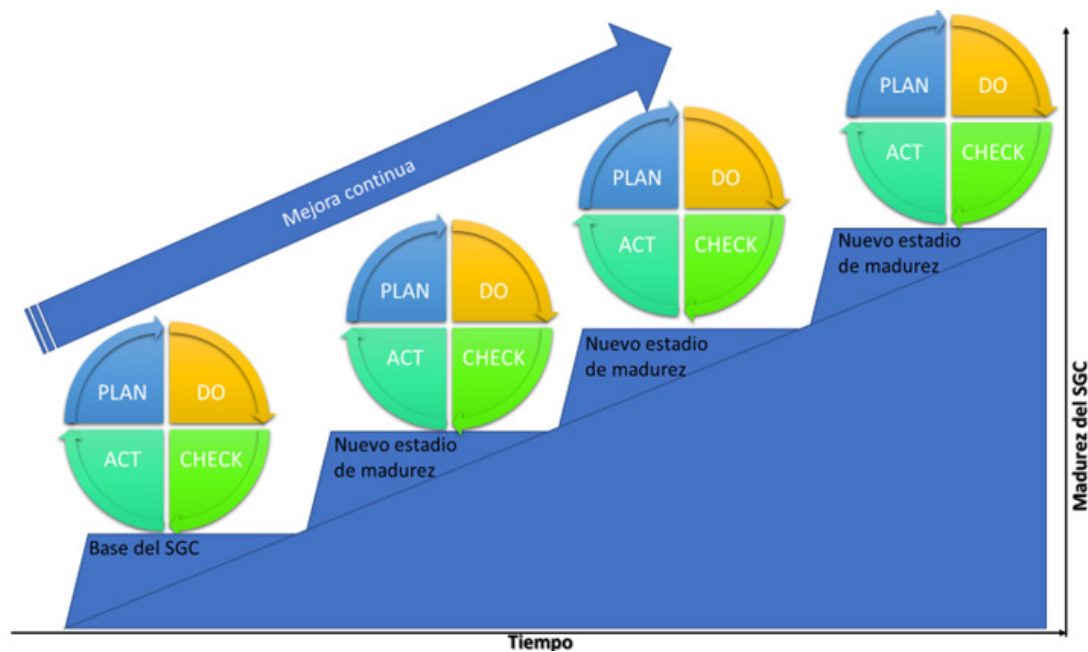 PLAN
DO
ACT
CHECK
Mejora continua
PLAN
DO
ACT
CHECK
Nuevo estadio
de madurez
PLAN
DO
ACT
CHECK
Nuevo estadio
de madurez
PLAN
DO
ACT
CHECK
Nuevo estadio
de madurez
Base del SGC
Madurez del SGC
Tiempo